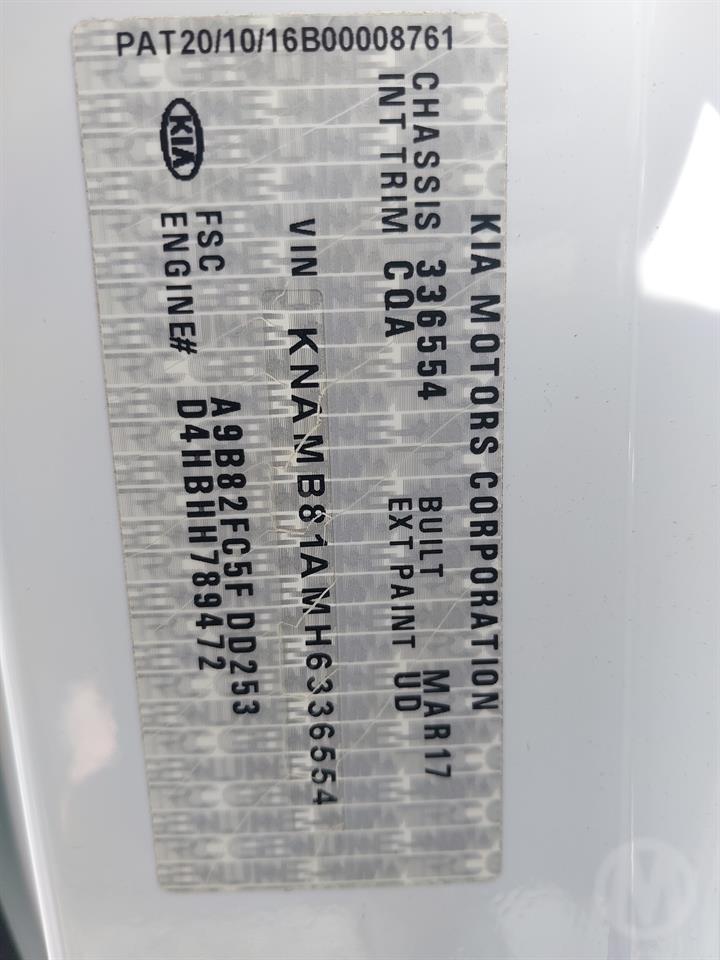 PAT20/10/16B00008761
KIA MOTORS CORPORATION
CHASSIS 336554 BUILT MAR17
INT TRIM CQA EXT PAINT UD
VIN KNAMB81AMH6336554
KIA
FSC A9B82FC5F DD253
ENGINE# D4HBHH789472
M